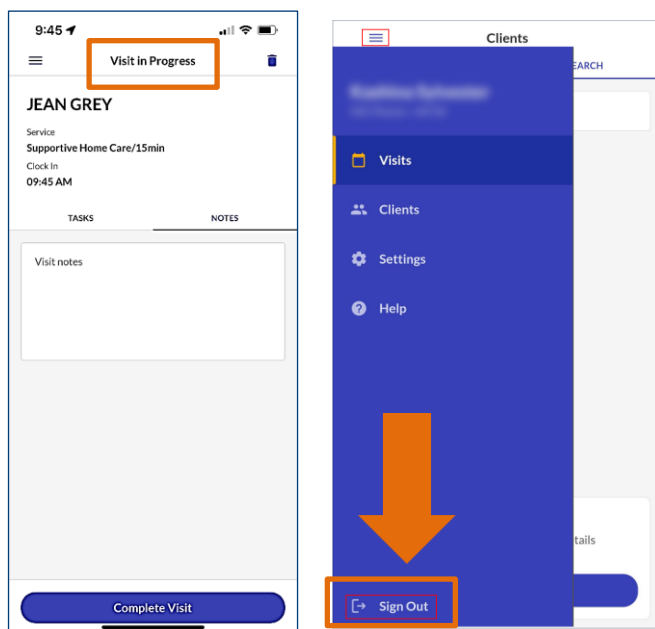 9:45
Visit in Progress
JEAN GREY
Service
Supportive Home Care/15min
Clock In
09:45 AM
TASKS
NOTES
Visit notes
Complete Visit
Clients
EARCH
Visits
Clients
Settings
Help
tails
Sign Out